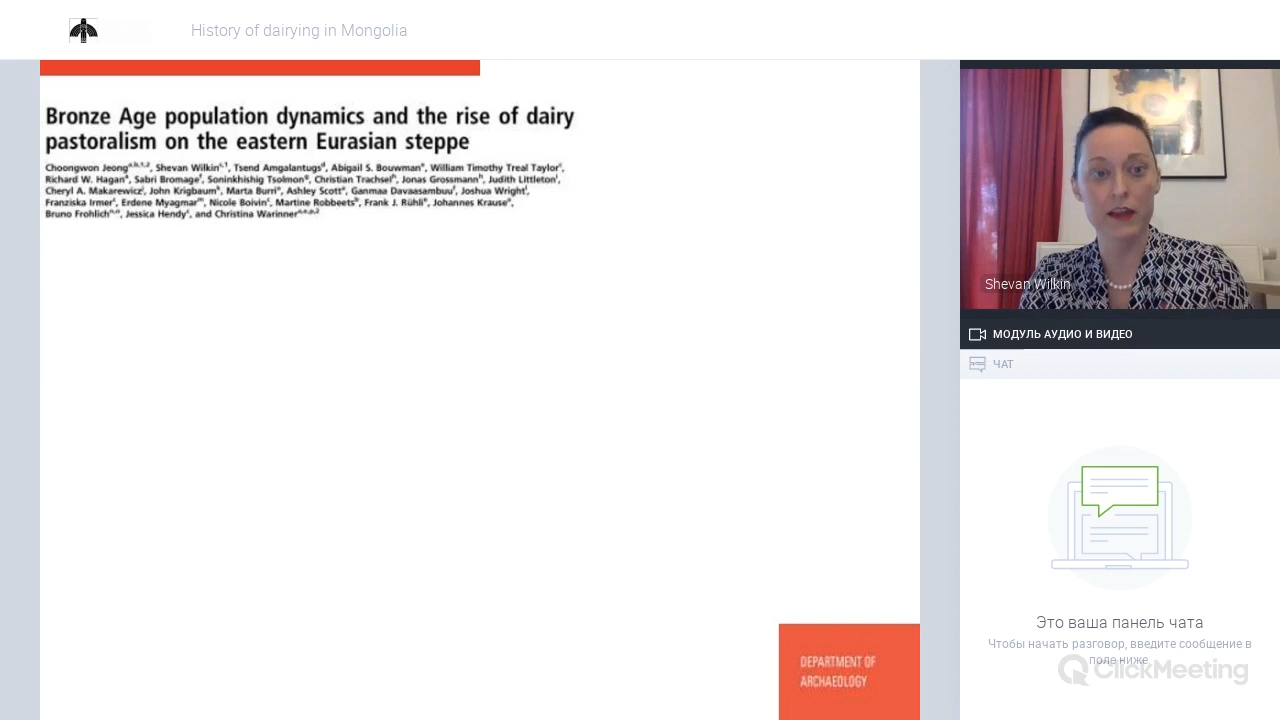 History of dairying in Mongolia
Bronze Age population dynamics and the rise of dairy
pastoralism on the eastern Eurasian steppe
Choongwon Jeong, Shevan Wilkin, Tsend Amgalantugs, Abigail S. Bouwman, William Timothy Treal Taylor,
Richard W. Hagan, Sabri Bromage, Soninkhishig Tsolmon, Christian Trachsel, Jonas Grossmann, Judith Littleton,
Cheryl A. Makarewicz, John Krigbaum, Marta Burri, Ashley Scott, Ganmaa Davaasambuu, Joshua Wright,
Franziska Irmer, Erdene Myagmar, Nicole Boivin, Martine Robbeets, Frank J. Rühli, Johannes Krause,
Bruno Frohlich, Jessica Hendy, and Christina Warinner
DEPARTMENT OF
ARCHAEOLOGY
Shevan Wilkin
МОДУЛЬ АУДИО И ВИДЕО
ЧАТ
Это ваша панель чата
Чтобы начать разговор, введите сообщение в
поле ниже
ClickMeeting